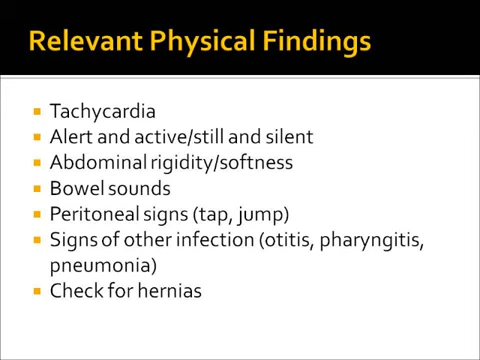 Relevant Physical Findings
Tachycardia
Alert and active/still and silent
Abdominal rigidity/softness
Bowel sounds
Peritoneal signs (tap, jump)
Signs of other infection (otitis, pharyngitis,
pneumonia)
Check for hernias